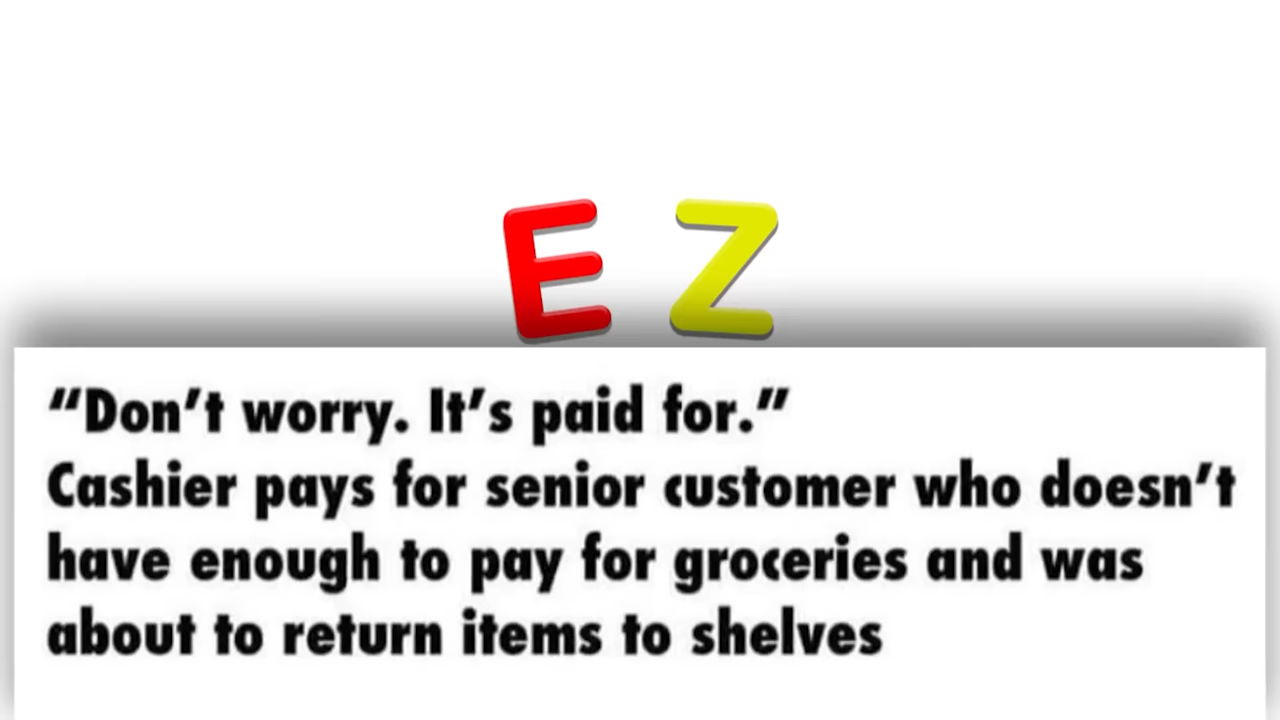 E Z
“Don’t worry. It’s paid for.”
Cashier pays for senior customer who doesn’t
have enough to pay for groceries and was
about to return items to shelves